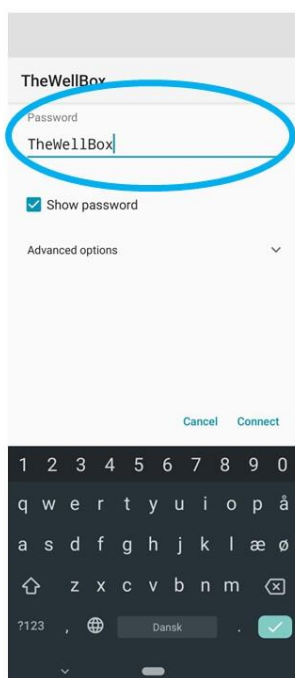 TheWellBox
Password
TheWellBox
Show password
Advanced options
Cancel Connect
1 2 3 4 5 6 7 8 9 0
q w e r t y u i o p å
a s d f g h j k l æ ø
z x c v b n m
?123 , Dansk .